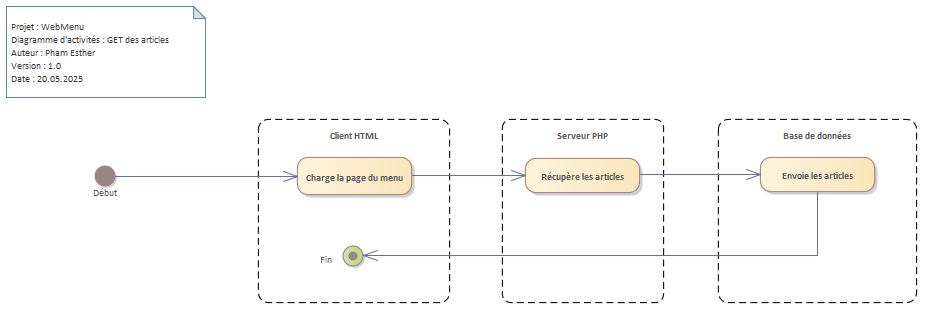 Projet : WebMenu
Diagramme d'activités : GET des articles
Auteur : Pham Esther
Version : 1.0
Date : 20.05.2025
Client HTML
Serveur PHP
Base de données
Charge la page du menu
Récupère les articles
Envoie les articles
Début
Fin